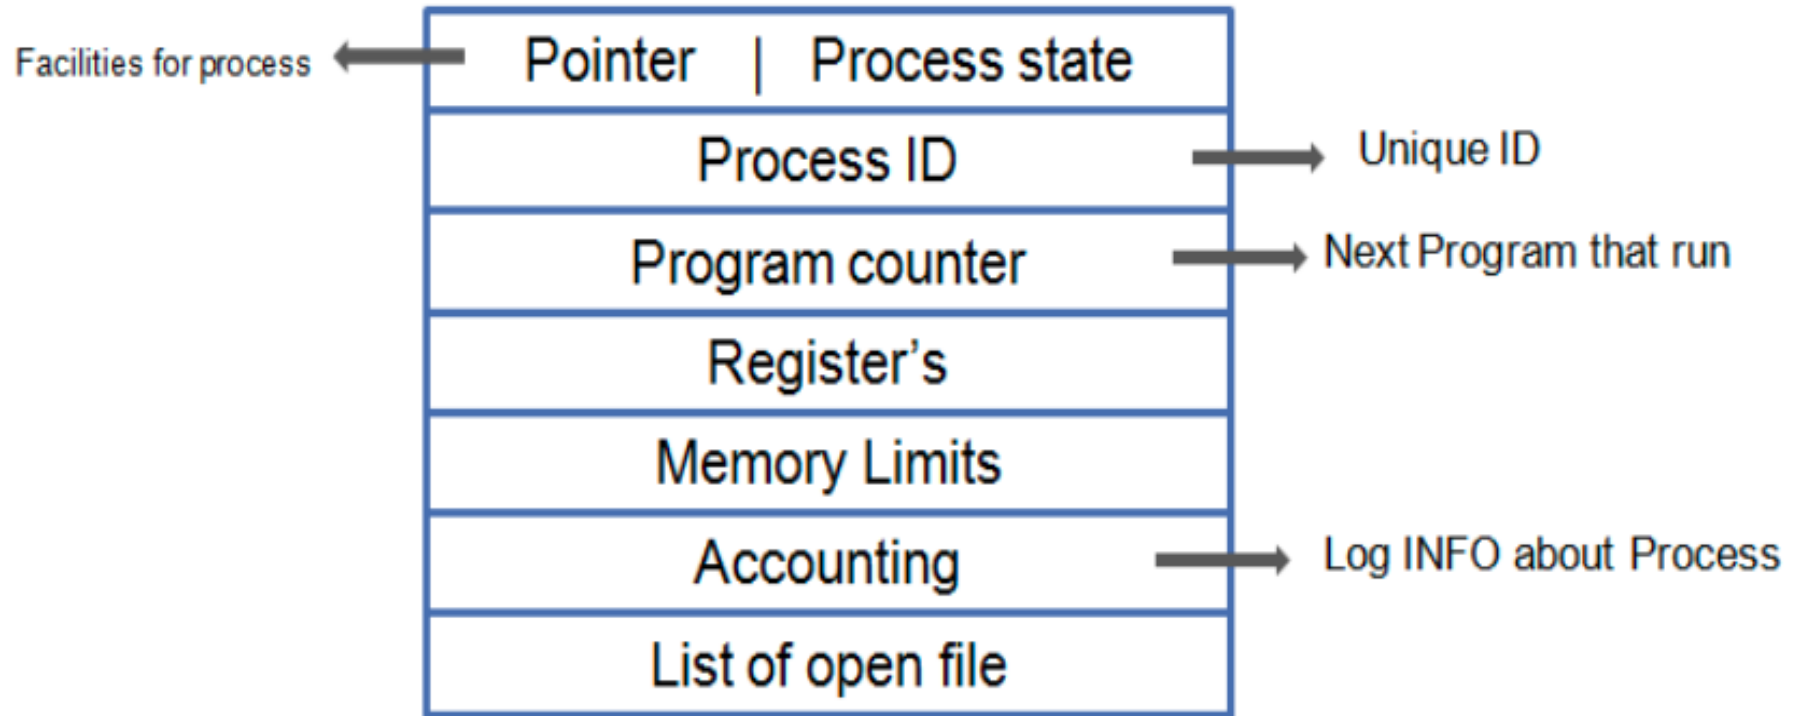 Facilities for process
Pointer | Process state
Process ID
Unique ID
Program counter
Next Program that run
Register’s
Memory Limits
Accounting
Log INFO about Process
List of open file